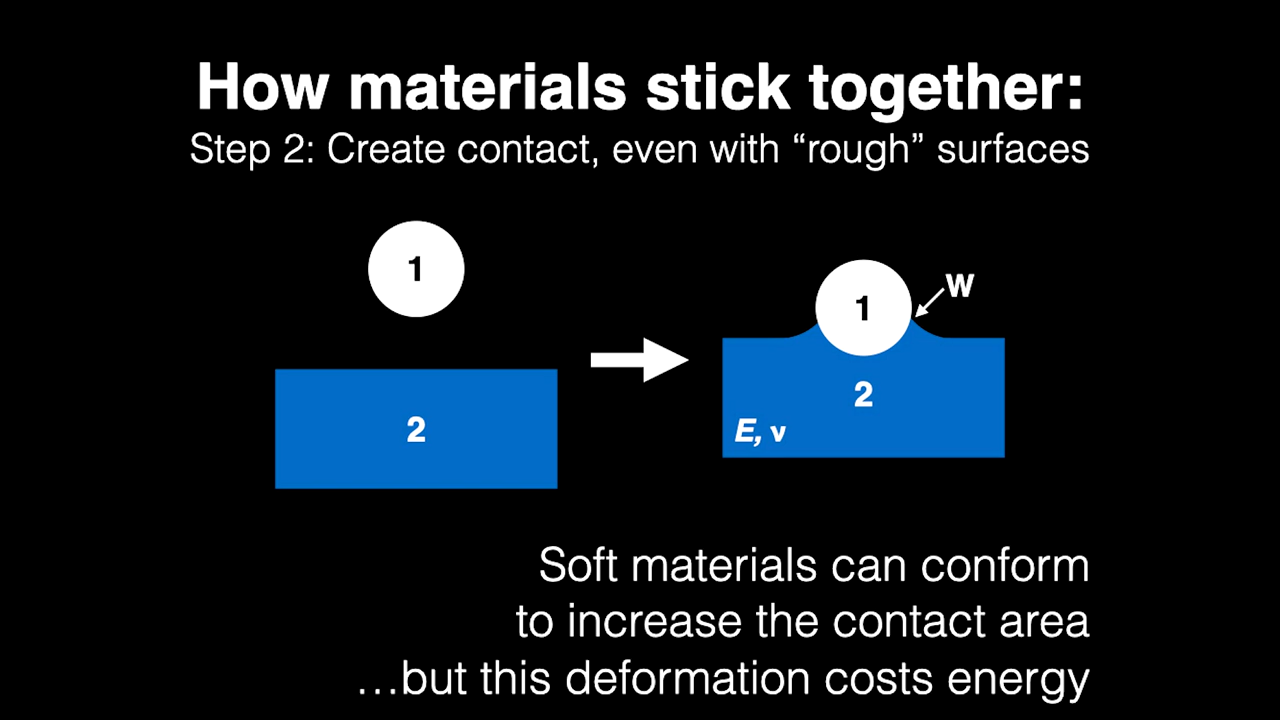 How materials stick together:
Step 2: Create contact, even with “rough” surfaces
1
2
1
W
2
E, ν
Soft materials can conform
to increase the contact area
…but this deformation costs energy